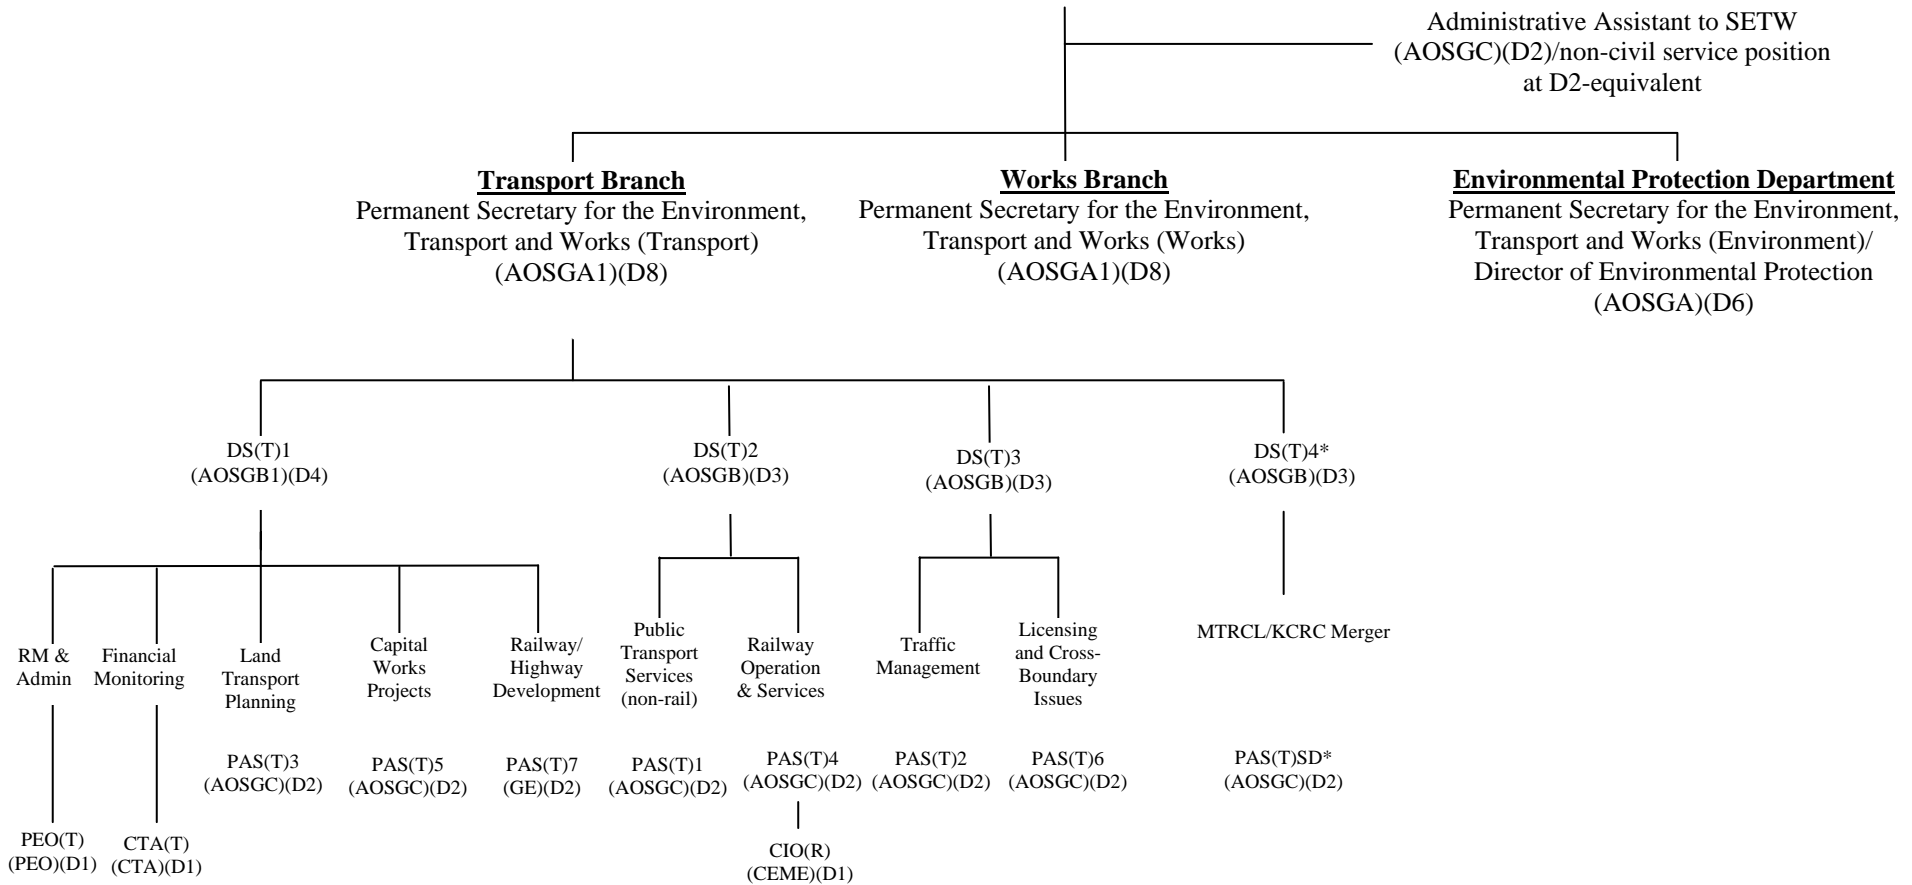 Administrative Assistant to SETW
(AOSGC)(D2)/non-civil service position
at D2-equivalent
Transport Branch
Permanent Secretary for the Environment,
Transport and Works (Transport)
(AOSGA1)(D8)
Works Branch
Permanent Secretary for the Environment,
Transport and Works (Works)
(AOSGA1)(D8)
Environmental Protection Department
Permanent Secretary for the Environment,
Transport and Works (Environment)/
Director of Environmental Protection
(AOSGA)(D6)
DS(T)1
(AOSGB1)(D4)
DS(T)2
(AOSGB)(D3)
DS(T)3
(AOSGB)(D3)
DS(T)4*
(AOSGB)(D3)
RM &
Admin
Financial
Monitoring
Land
Transport
Planning
Capital
Works
Projects
Railway/
Highway
Development
Public
Transport
Services
(non-rail)
Railway
Operation
& Services
Traffic
Management
Licensing
and Cross-
Boundary
Issues
MTRCL/KCRC Merger
PAS(T)3
(AOSGC)(D2)
PAS(T)5
(AOSGC)(D2)
PAS(T)7
(GE)(D2)
PAS(T)1
(AOSGC)(D2)
PAS(T)4
(AOSGC)(D2)
PAS(T)2
(AOSGC)(D2)
PAS(T)6
(AOSGC)(D2)
PAS(T)SD*
(AOSGC)(D2)
PEO(T)
(PEO)(D1)
CTA(T)
(CTA)(D1)
CIO(R)
(CEME)(D1)